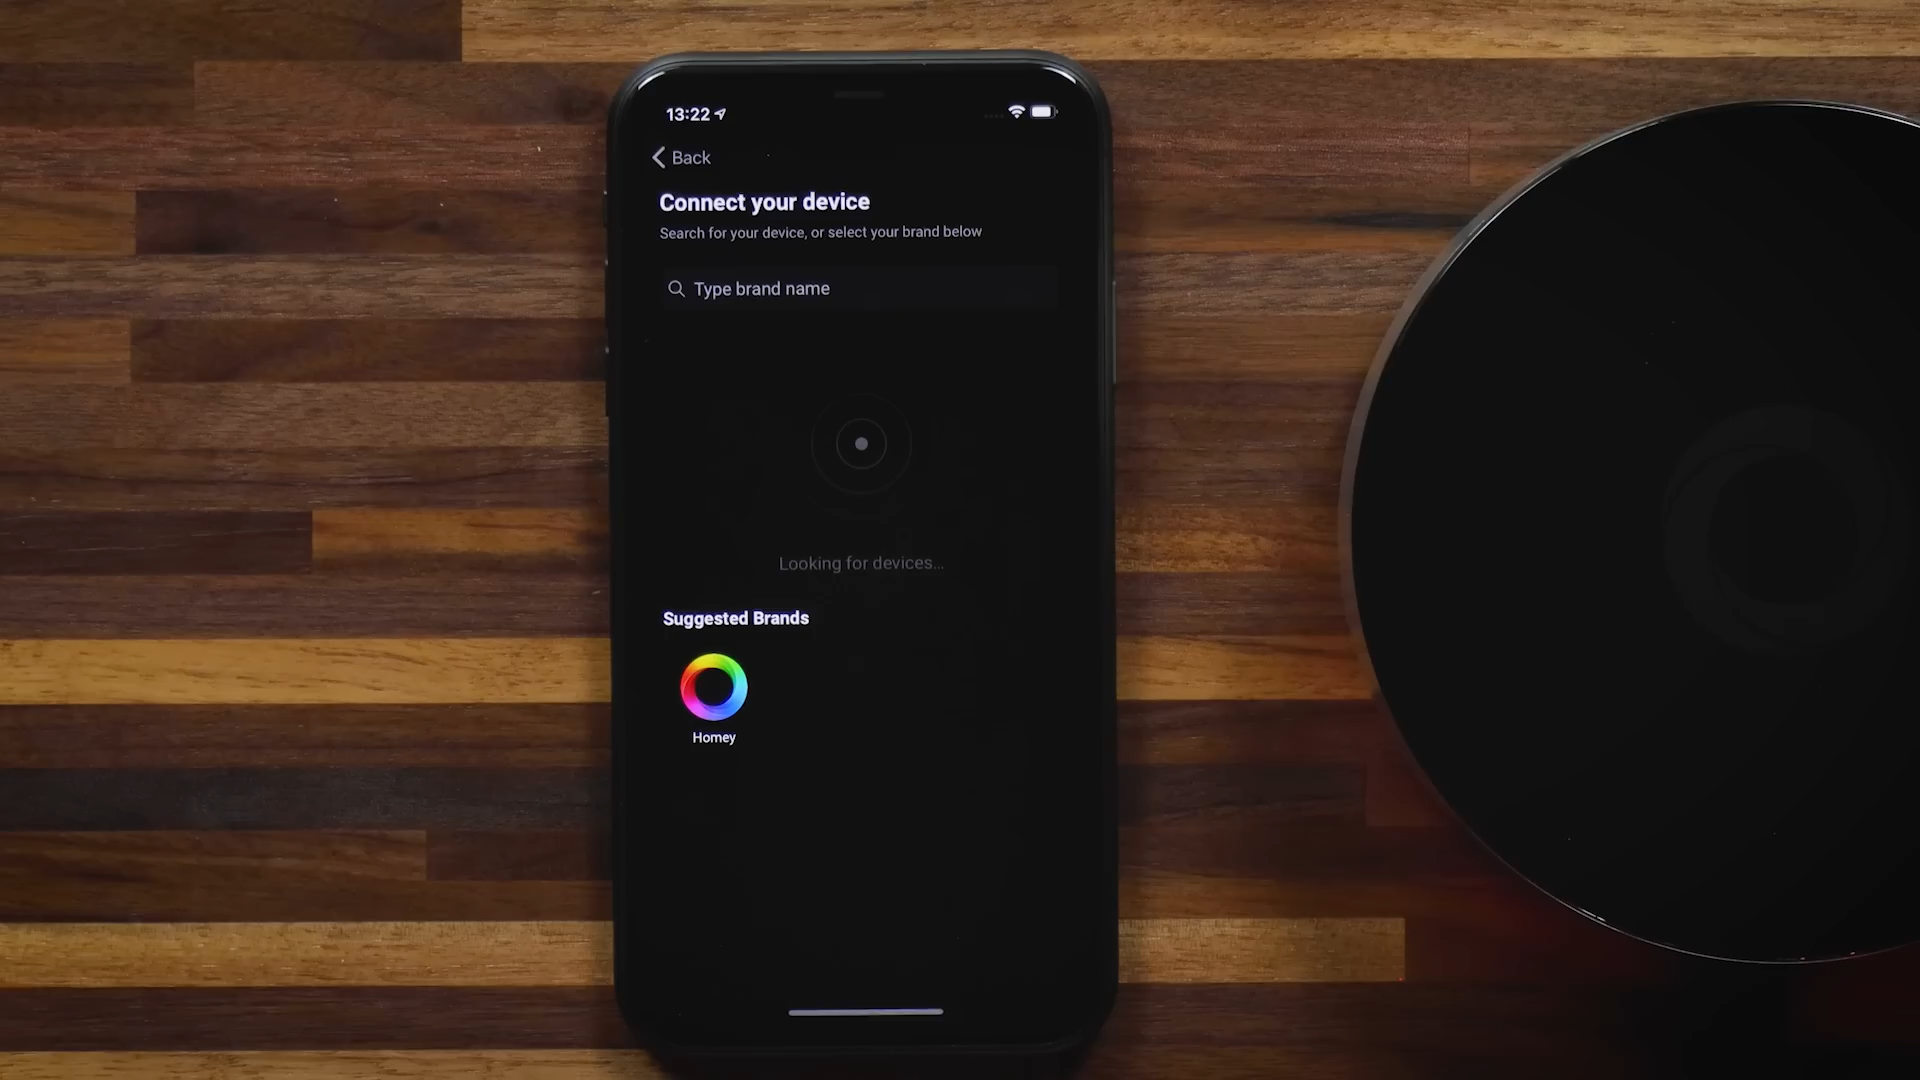 13:22
Back
Connect your device
Search for your device, or select your brand below
Type brand name
Looking for devices...
Suggested Brands
Homey